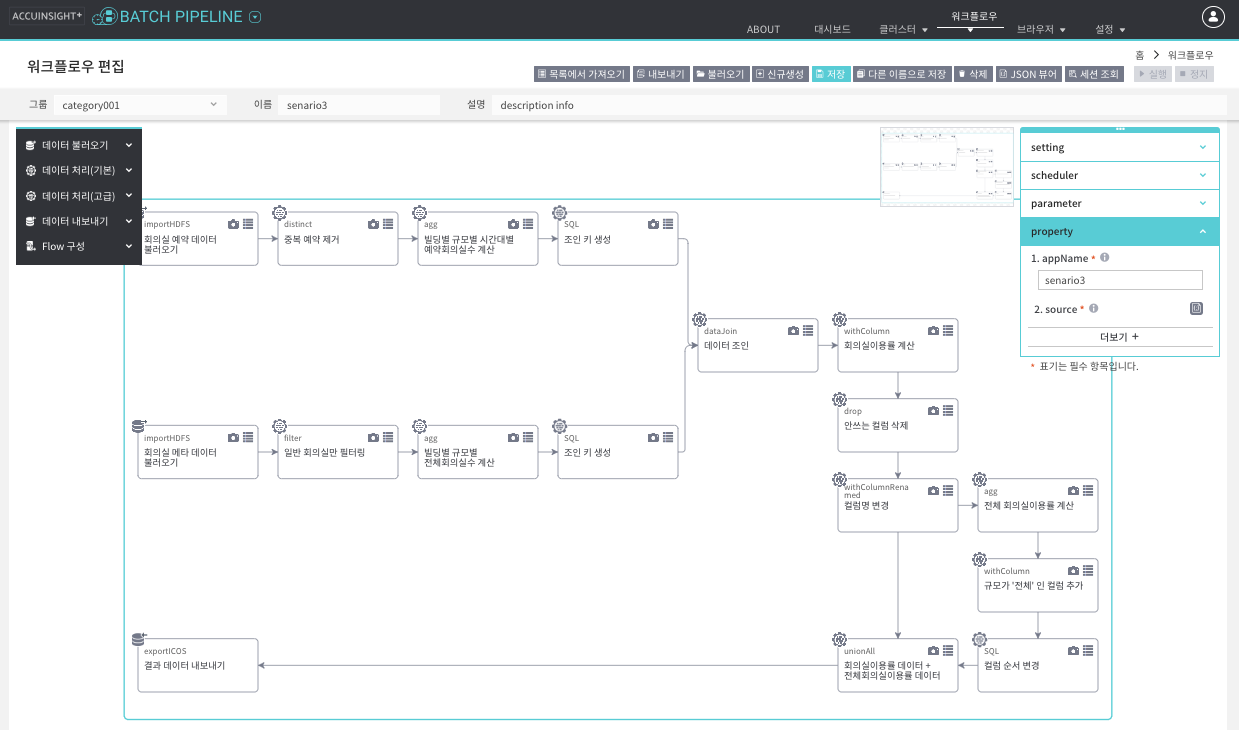 ACCUINSIGHT+
BATCH PIPELINE
ABOUT
대시보드
클러스터
워크플로우
브라우저
설정
홈
워크플로우
워크플로우 편집
목록에서 가져오기
내보내기
불러오기
신규생성
저장
다른 이름으로 저장
삭제
JSON 뷰어
세션 조회
실행
정지
그룹
category001
이름
senario3
설명
description info
데이터 불러오기
데이터 처리(기본)
데이터 처리(고급)
데이터 내보내기
Flow 구성
setting
scheduler
parameter
property
1. appName *
senario3
2. source *
더보기 +
* 표기는 필수 항목입니다.
importHDFS
회의실 예약 데이터
불러오기
distinct
중복 예약 제거
agg
빌딩별 규모별 시간대별
예약회의실수 계산
SQL
조인 키 생성
dataJoin
데이터 조인
withColumn
회의실이용률 계산
drop
안쓰는 컬럼 삭제
importHDFS
회의실 메타 데이터
불러오기
filter
일반 회의실만 필터링
agg
빌딩별 규모별
전체회의실수 계산
SQL
조인 키 생성
withColumnRena
med
컬럼명 변경
agg
전체 회의실이용률 계산
withColumn
규모가 '전체' 인 컬럼 추가
exportICOS
결과 데이터 내보내기
unionAll
회의실이용률 데이터 +
전체회의실이용률 데이터
SQL
컬럼 순서 변경